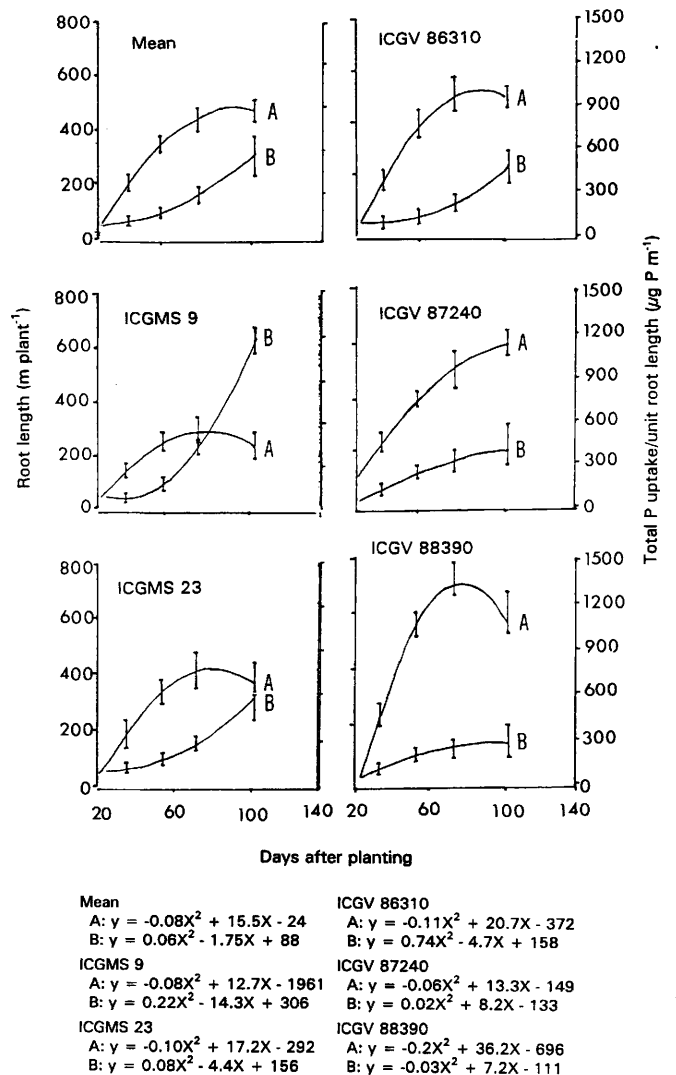 Mean
ICGV 86310
800
600
400
200
0
A
B
A
B
1500
1200
900
600
300
0
ICGMS 9
ICGV 87240
800
600
400
200
0
B
A
A
B
1500
1200
900
600
300
0
Root length (m plant⁻¹)
Total P uptake/unit root length (µg P m⁻¹)
ICGMS 23
ICGV 88390
800
600
400
200
0
A
B
A
B
1500
1200
900
600
300
0
20 60 100 140 20 60 100 140
Days after planting
Mean
A: y = -0.08X² + 15.5X - 24
B: y = 0.06X² - 1.75X + 88
ICGMS 9
A: y = -0.08X² + 12.7X - 1961
B: y = 0.22X² - 14.3X + 306
ICGMS 23
A: y = -0.10X² + 17.2X - 292
B: y = 0.08X² - 4.4X + 156
ICGV 86310
A: y = -0.11X² + 20.7X - 372
B: y = 0.74X² - 4.7X + 158
ICGV 87240
A: y = -0.06X² + 13.3X - 149
B: y = 0.02X² + 8.2X - 133
ICGV 88390
A: y = -0.2X² + 36.2X - 696
B: y = -0.03X² + 7.2X - 111